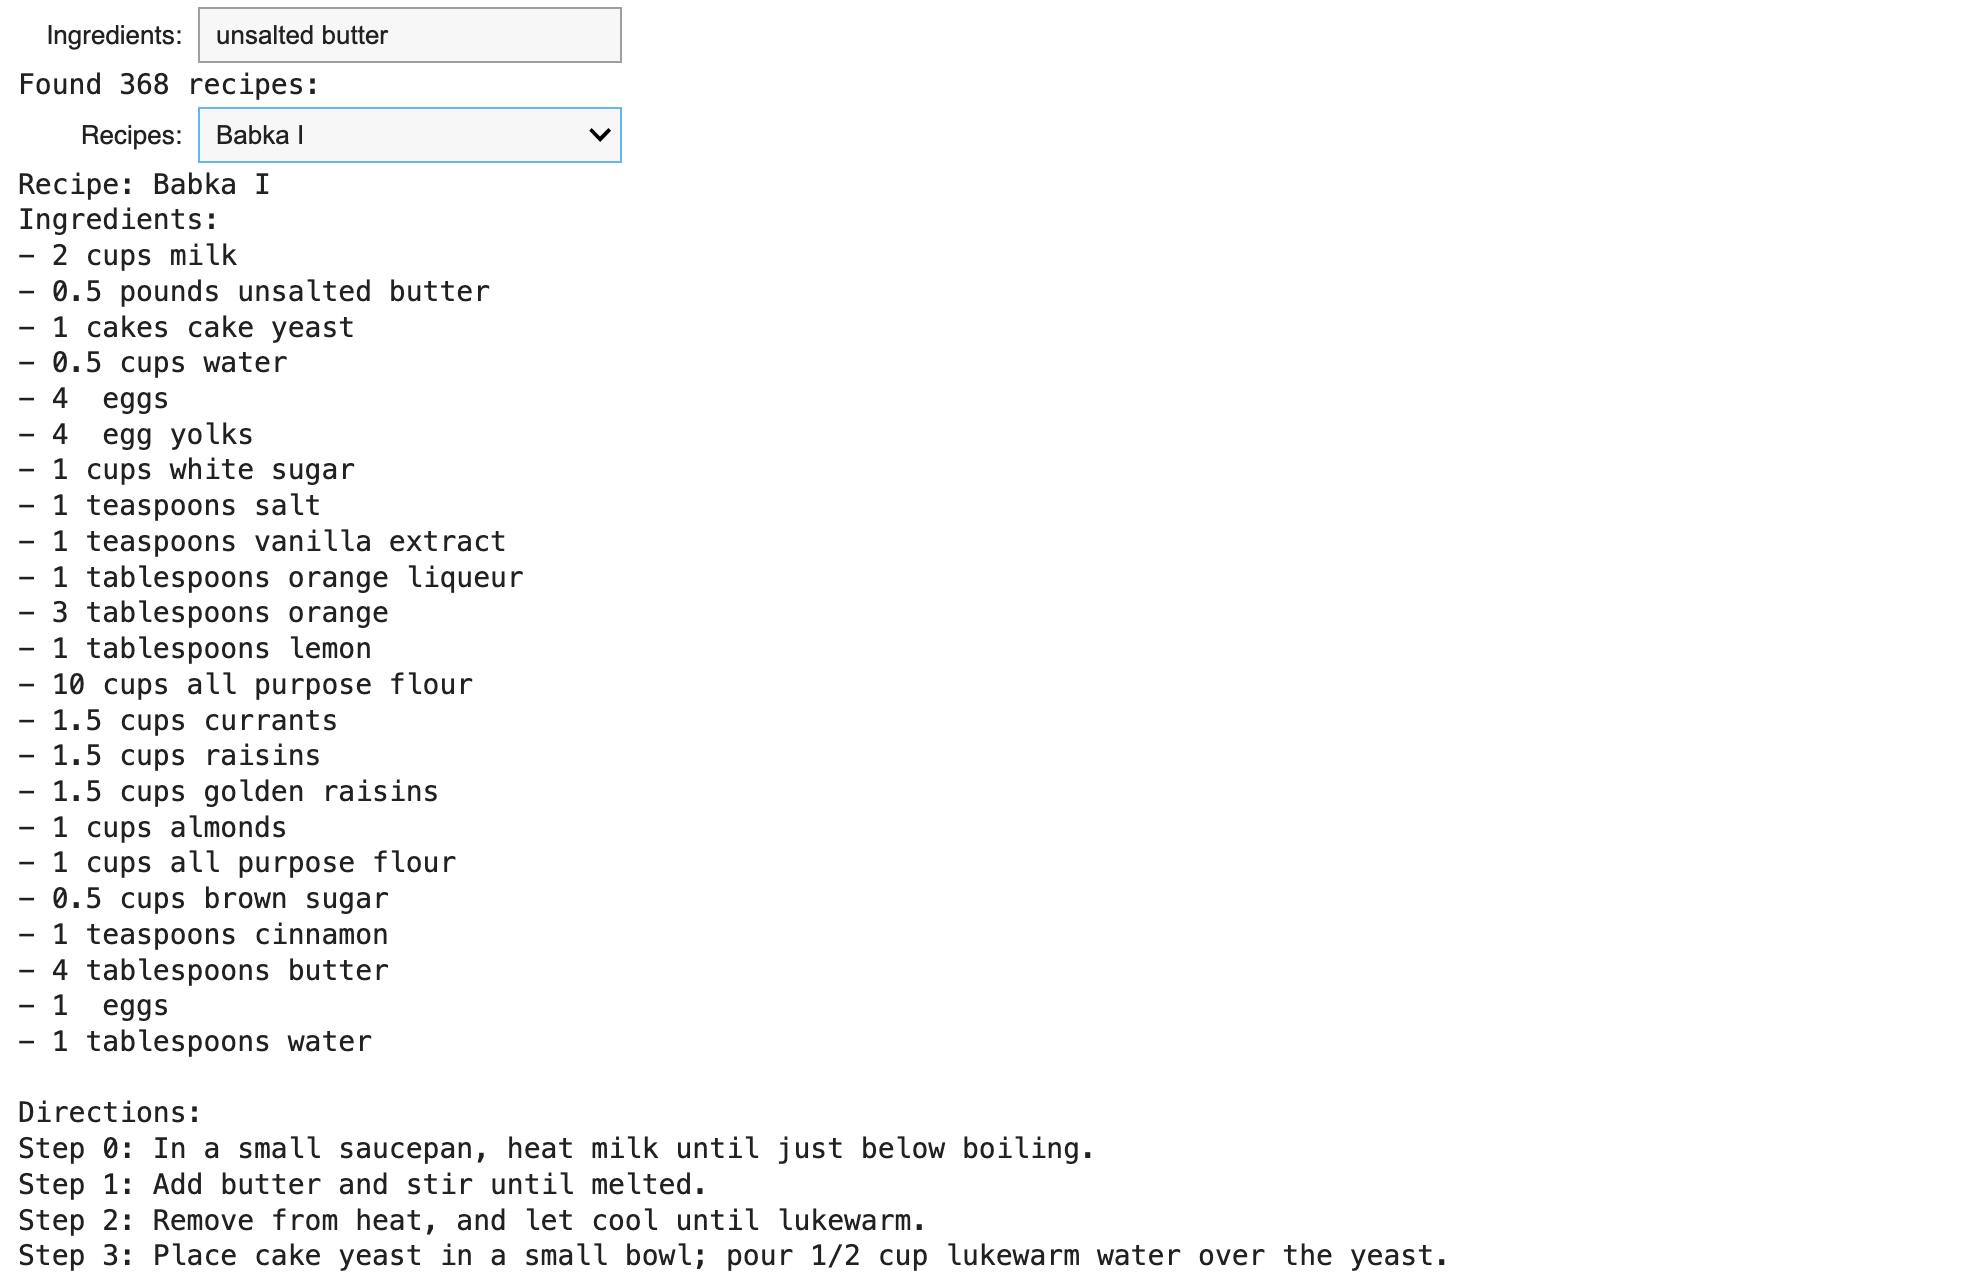 Ingredients: unsalted butter
Found 368 recipes:
Recipes: Babka I
Recipe: Babka I
Ingredients:
- 2 cups milk
- 0.5 pounds unsalted butter
- 1 cakes cake yeast
- 0.5 cups water
- 4  eggs
- 4  egg yolks
- 1 cups white sugar
- 1 teaspoons salt
- 1 teaspoons vanilla extract
- 1 tablespoons orange liqueur
- 3 tablespoons orange
- 1 tablespoons lemon
- 10 cups all purpose flour
- 1.5 cups currants
- 1.5 cups raisins
- 1.5 cups golden raisins
- 1 cups almonds
- 1 cups all purpose flour
- 0.5 cups brown sugar
- 1 teaspoons cinnamon
- 4 tablespoons butter
- 1  eggs
- 1 tablespoons water
Directions:
Step 0: In a small saucepan, heat milk until just below boiling.
Step 1: Add butter and stir until melted.
Step 2: Remove from heat, and let cool until lukewarm.
Step 3: Place cake yeast in a small bowl; pour 1/2 cup lukewarm water over the yeast.